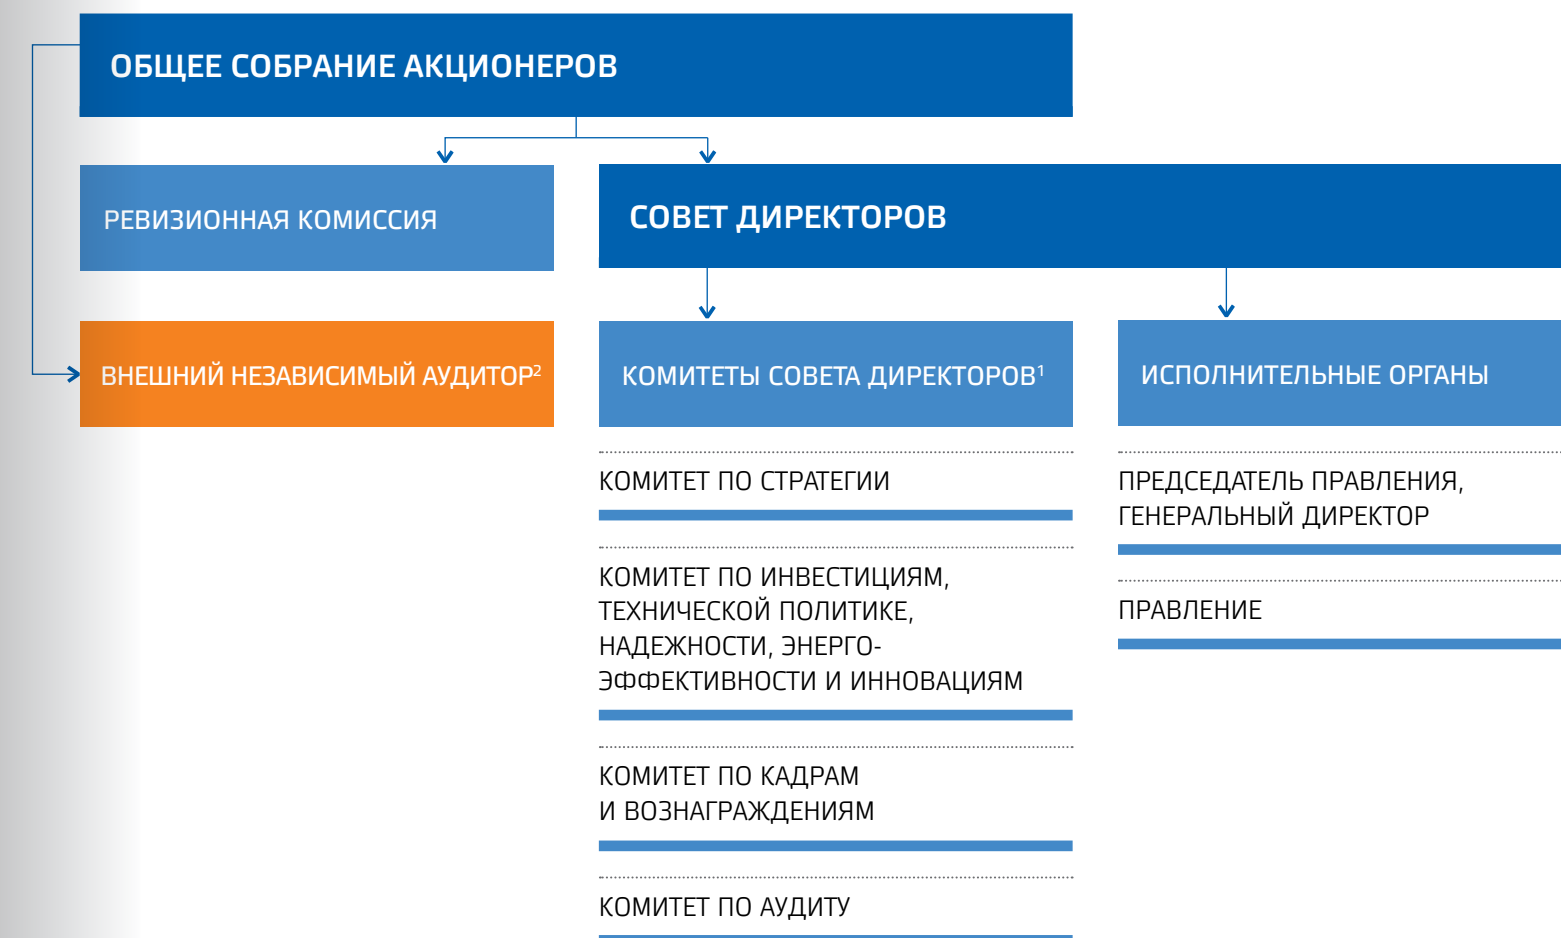 ОБЩЕЕ СОБРАНИЕ АКЦИОНЕРОВ
РЕВИЗИОННАЯ КОМИССИЯ
СОВЕТ ДИРЕКТОРОВ
ВНЕШНИЙ НЕЗАВИСИМЫЙ АУДИТОР²
КОМИТЕТЫ СОВЕТА ДИРЕКТОРОВ¹
ИСПОЛНИТЕЛЬНЫЕ ОРГАНЫ
КОМИТЕТ ПО СТРАТЕГИИ
КОМИТЕТ ПО ИНВЕСТИЦИЯМ,
ТЕХНИЧЕСКОЙ ПОЛИТИКЕ,
НАДЕЖНОСТИ, ЭНЕРГО-
ЭФФЕКТИВНОСТИ И ИННОВАЦИЯМ
КОМИТЕТ ПО КАДРАМ
И ВОЗНАГРАЖДЕНИЯМ
КОМИТЕТ ПО АУДИТУ
ПРЕДСЕДАТЕЛЬ ПРАВЛЕНИЯ,
ГЕНЕРАЛЬНЫЙ ДИРЕКТОР
ПРАВЛЕНИЕ